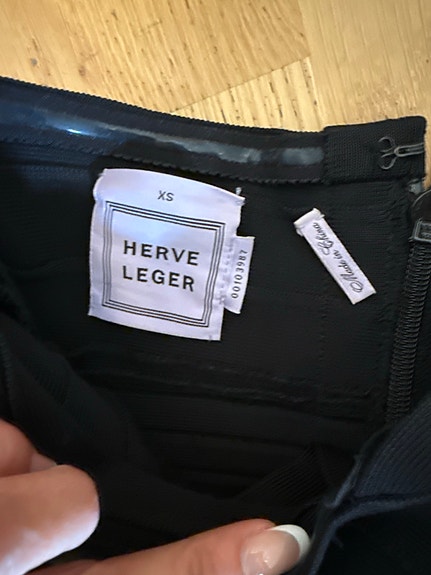 XS
HERVE
LEGER
00103987
Made in China